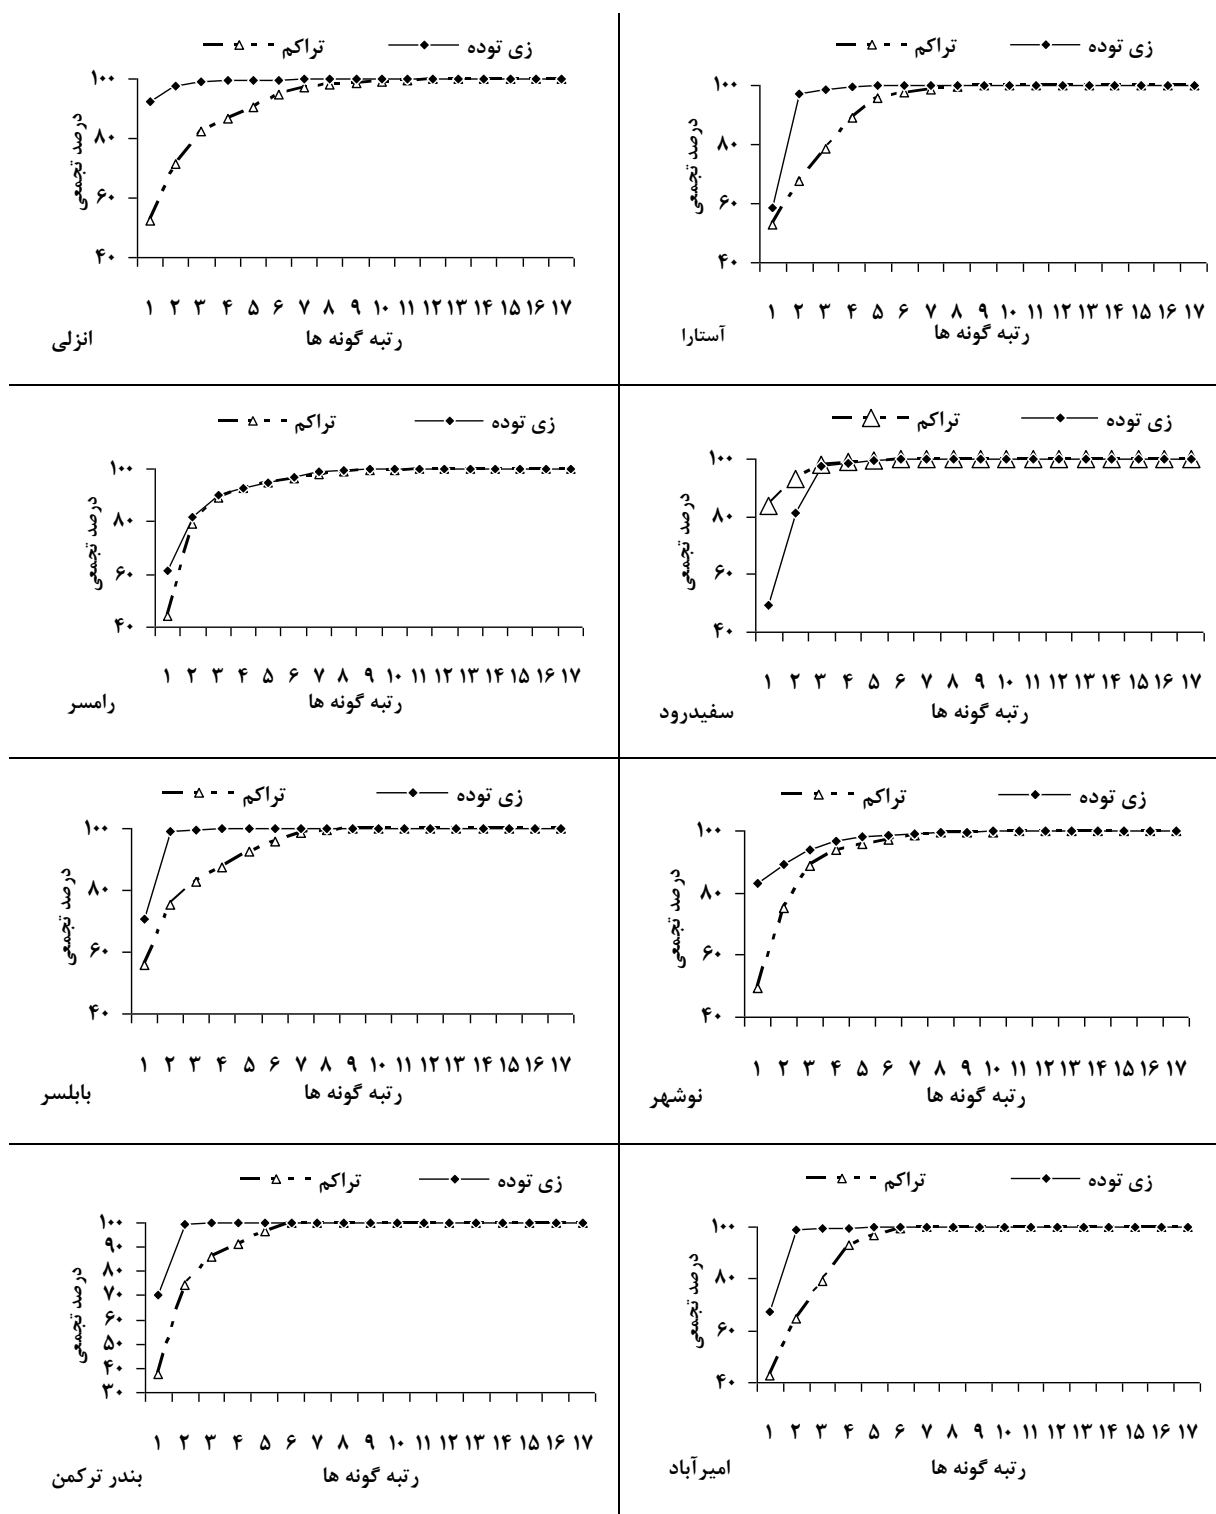 زی توده تراکم
۱۰۰
۸۰
۶۰
۴۰
درصد تجمعی
۱ ۲ ۳ ۴ ۵ ۶ ۷ ۸ ۹ ۱۰ ۱۱ ۱۲ ۱۳ ۱۴ ۱۵ ۱۶ ۱۷
رتبه گونه ها
آستارا
زی توده تراکم
۱۰۰
۸۰
۶۰
۴۰
درصد تجمعی
۱ ۲ ۳ ۴ ۵ ۶ ۷ ۸ ۹ ۱۰ ۱۱ ۱۲ ۱۳ ۱۴ ۱۵ ۱۶ ۱۷
رتبه گونه ها
انزلی
زی توده تراکم
۱۰۰
۸۰
۶۰
۴۰
درصد تجمعی
۱ ۲ ۳ ۴ ۵ ۶ ۷ ۸ ۹ ۱۰ ۱۱ ۱۲ ۱۳ ۱۴ ۱۵ ۱۶ ۱۷
رتبه گونه ها
سفیدرود
زی توده تراکم
۱۰۰
۸۰
۶۰
۴۰
درصد تجمعی
۱ ۲ ۳ ۴ ۵ ۶ ۷ ۸ ۹ ۱۰ ۱۱ ۱۲ ۱۳ ۱۴ ۱۵ ۱۶ ۱۷
رتبه گونه ها
رامسر
زی توده تراکم
۱۰۰
۸۰
۶۰
۴۰
درصد تجمعی
۱ ۲ ۳ ۴ ۵ ۶ ۷ ۸ ۹ ۱۰ ۱۱ ۱۲ ۱۳ ۱۴ ۱۵ ۱۶ ۱۷
رتبه گونه ها
نوشهر
زی توده تراکم
۱۰۰
۸۰
۶۰
۴۰
درصد تجمعی
۱ ۲ ۳ ۴ ۵ ۶ ۷ ۸ ۹ ۱۰ ۱۱ ۱۲ ۱۳ ۱۴ ۱۵ ۱۶ ۱۷
رتبه گونه ها
بابلسر
زی توده تراکم
۱۰۰
۸۰
۶۰
۴۰
درصد تجمعی
۱ ۲ ۳ ۴ ۵ ۶ ۷ ۸ ۹ ۱۰ ۱۱ ۱۲ ۱۳ ۱۴ ۱۵ ۱۶ ۱۷
رتبه گونه ها
امیرآباد
زی توده تراکم
۱۰۰
۹۰
۸۰
۷۰
۶۰
۵۰
۴۰
۳۰
درصد تجمعی
۱ ۲ ۳ ۴ ۵ ۶ ۷ ۸ ۹ ۱۰ ۱۱ ۱۲ ۱۳ ۱۴ ۱۵ ۱۶ ۱۷
رتبه گونه ها
بندر ترکمن